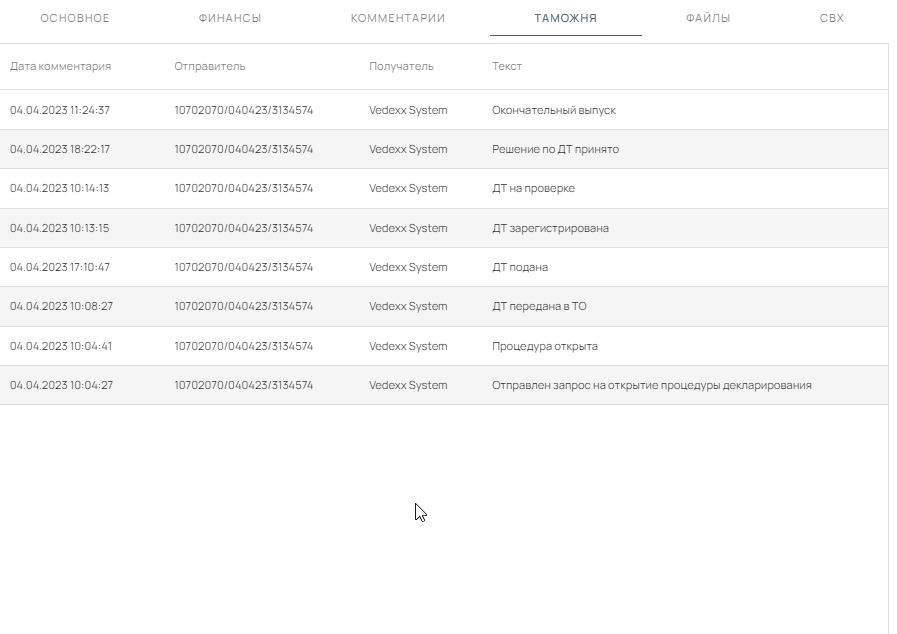 ОСНОВНОЕ ФИНАНСЫ КОММЕНТАРИИ ТАМОЖНЯ ФАЙЛЫ СВХ
Дата комментария Отправитель Получатель Текст
04.04.2023 11:24:37 10702070/040423/3134574 Vedexx System Окончательный выпуск
04.04.2023 18:22:17 10702070/040423/3134574 Vedexx System Решение по ДТ принято
04.04.2023 10:14:13 10702070/040423/3134574 Vedexx System ДТ на проверке
04.04.2023 10:13:15 10702070/040423/3134574 Vedexx System ДТ зарегистрирована
04.04.2023 17:10:47 10702070/040423/3134574 Vedexx System ДТ подана
04.04.2023 10:08:27 10702070/040423/3134574 Vedexx System ДТ передана в ТО
04.04.2023 10:04:41 10702070/040423/3134574 Vedexx System Процедура открыта
04.04.2023 10:04:27 10702070/040423/3134574 Vedexx System Отправлен запрос на открытие процедуры декларирования